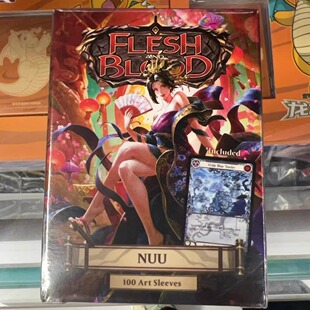 FLESH
AND
BLOOD
Included
NUU
100 Art Sleeves